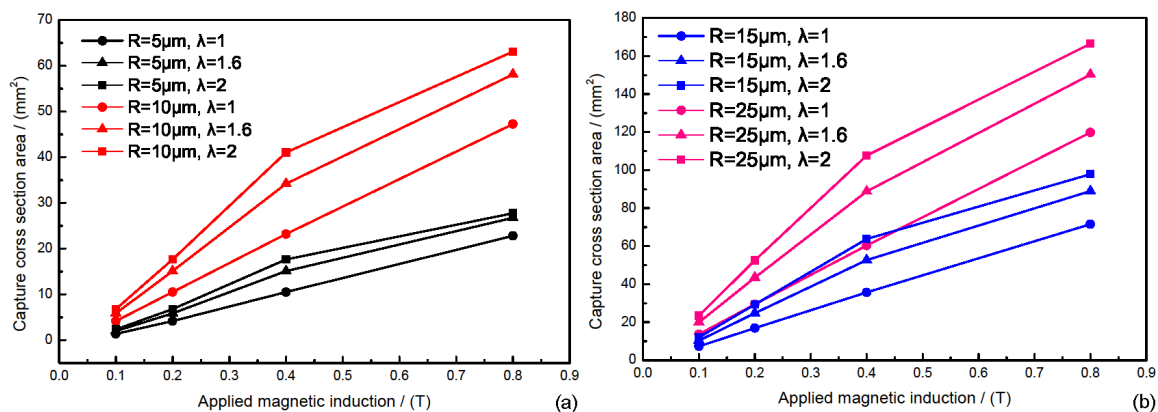 70
60
50
40
30
20
10
0
Capture corss section area / (mm²)
R=5μm, λ=1
R=5μm, λ=1.6
R=5μm, λ=2
R=10μm, λ=1
R=10μm, λ=1.6
R=10μm, λ=2
0.0 0.1 0.2 0.3 0.4 0.5 0.6 0.7 0.8 0.9
Applied magnetic induction / (T)
(a)
180
160
140
120
100
80
60
40
20
0
Capture cross section area / (mm²)
R=15μm, λ=1
R=15μm, λ=1.6
R=15μm, λ=2
R=25μm, λ=1
R=25μm, λ=1.6
R=25μm, λ=2
0.0 0.1 0.2 0.3 0.4 0.5 0.6 0.7 0.8 0.9
Applied magnetic induction / (T)
(b)